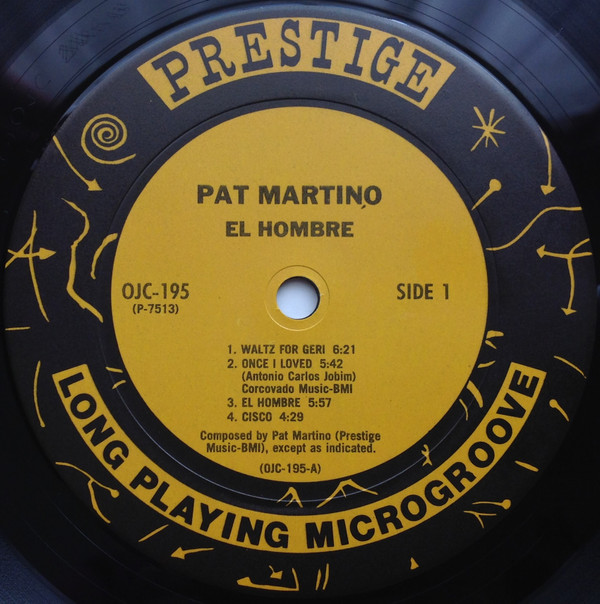 PRESTIGE
PAT MARTINO
EL HOMBRE
OJC-195
(P-7513)
SIDE 1
1. WALTZ FOR GERI 6:21
2. ONCE I LOVED 5:42
(Antonio Carlos Jobim)
Corcovado Music-BMI
3. EL HOMBRE 5:57
4. CISCO 4:29
Composed by Pat Martino (Prestige
Music-BMI), except as indicated.
(OJC-195-A)
LONG PLAYING MICROGROOVE